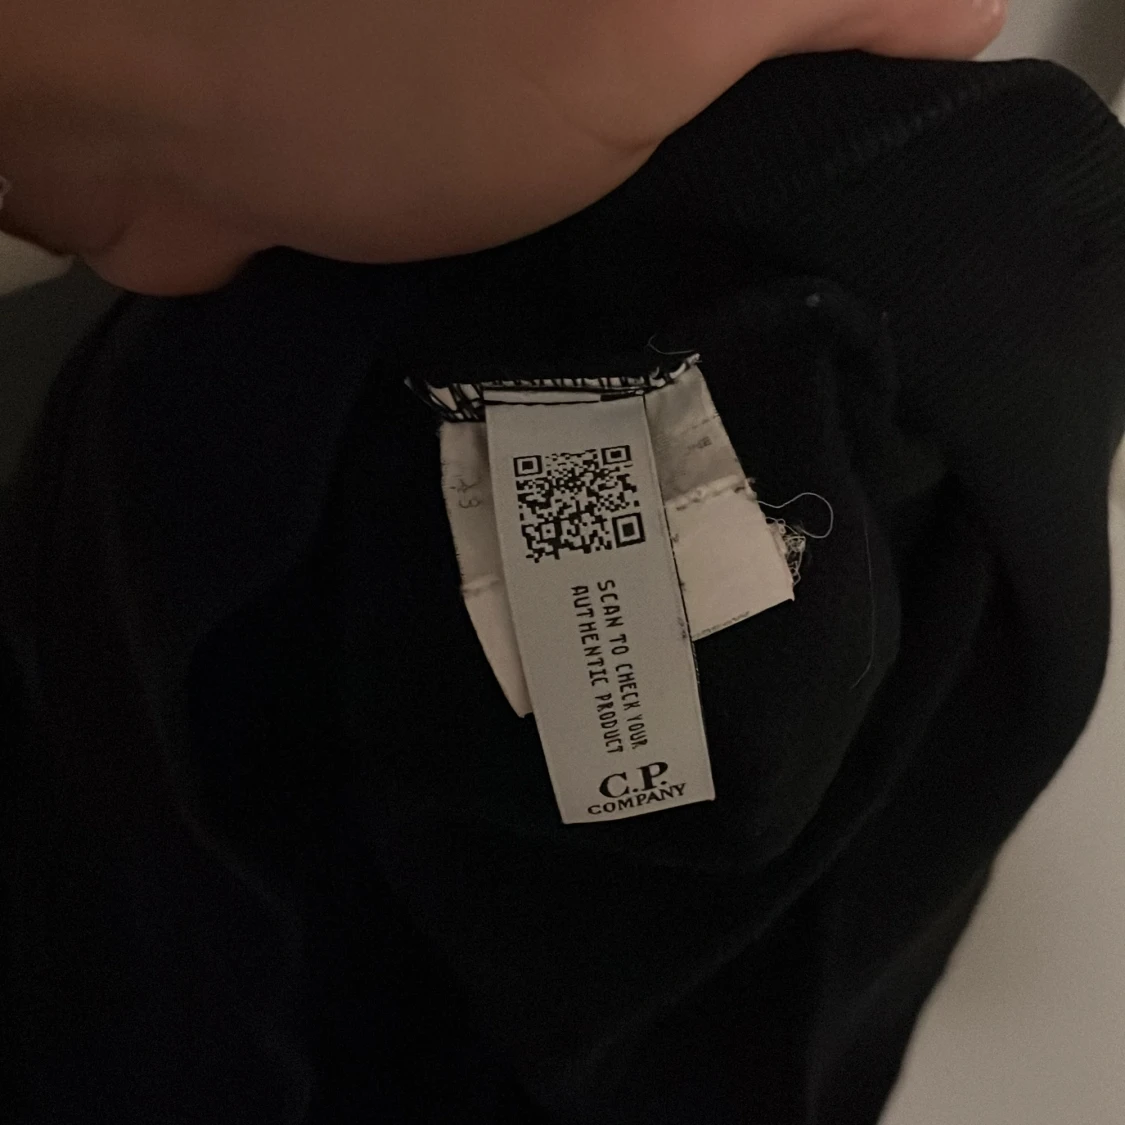 SCAN TO CHECK YOUR
AUTHENTIC PRODUCT
C.P.
COMPANY